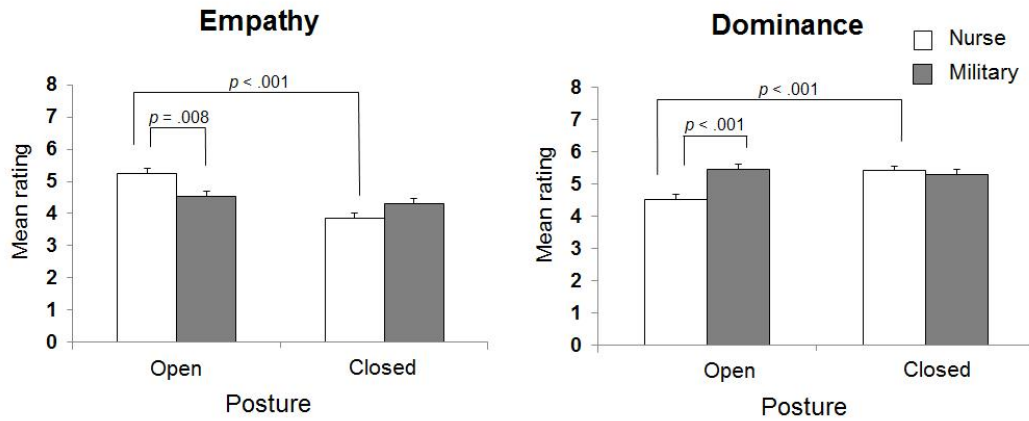 Empathy
Mean rating
8
7
6
5
4
3
2
1
0
p < .001
p = .008
Open
Closed
Posture
Dominance
Nurse
Military
Mean rating
8
7
6
5
4
3
2
1
0
p < .001
p < .001
Open
Closed
Posture